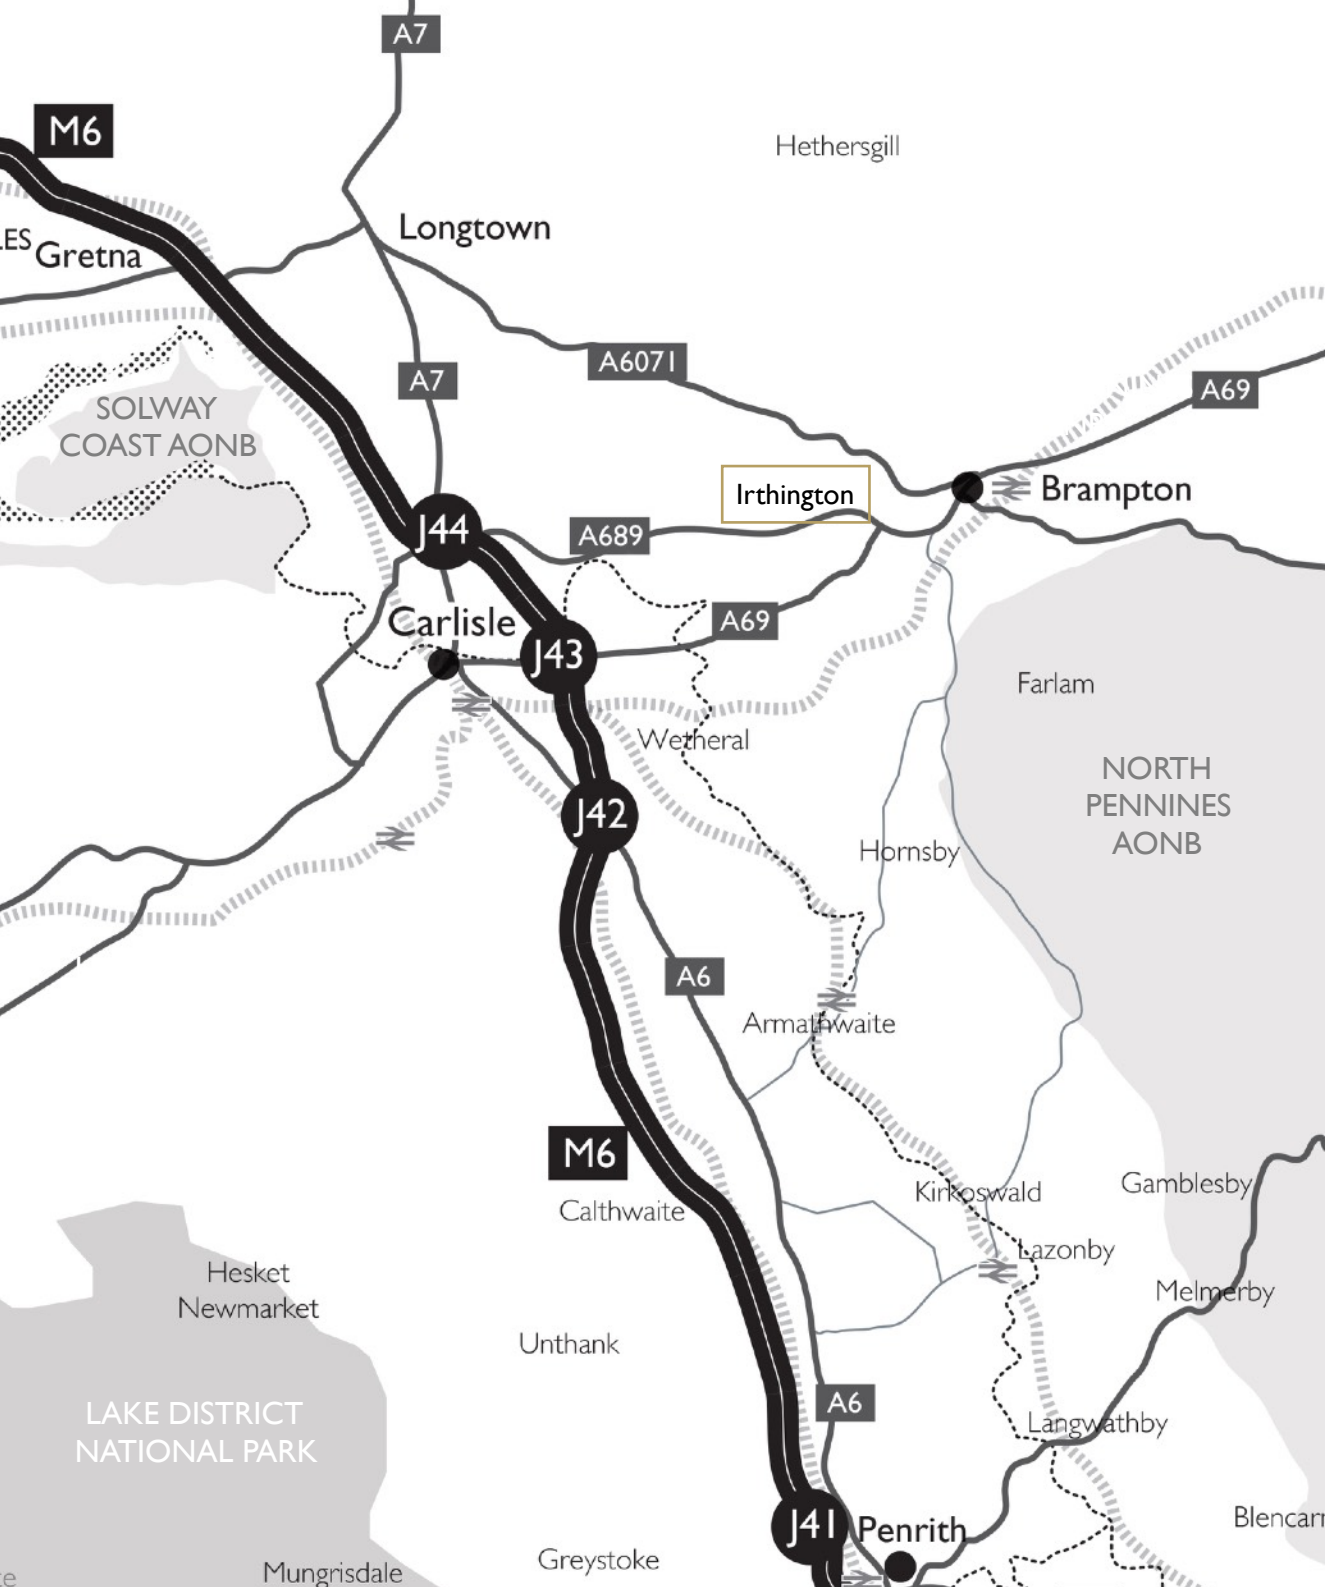 A7
M6
Hethersgill
Longtown
LES
Gretna
A6071
A7
A69
SOLWAY
COAST AONB
Irthington
Brampton
J44
A689
Carlisle
A69
J43
Farlam
Wetheral
NORTH
PENNINES
AONB
J42
Hornsby
A6
Armathwaite
M6
Calthwaite
Kirkoswald
Gamblesby
Lazonby
Hesket
Newmarket
Melmerby
Unthank
A6
LAKE DISTRICT
NATIONAL PARK
Langwathby
J41
Penrith
Blencarn
Greystoke
Mungrisdale